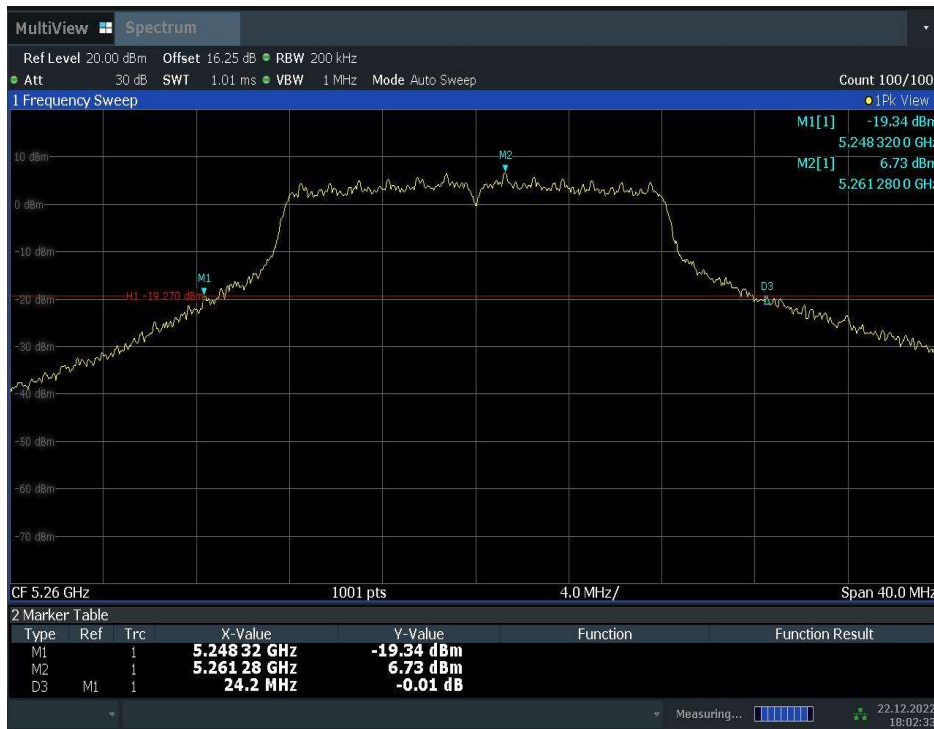 MultiView Spectrum
Ref Level 20.00 dBm Offset 16.25 dB RBW 200 kHz
Att 30 dB SWT 1.01 ms VBW 1 MHz Mode Auto Sweep Count 100/100
1 Frequency Sweep 1Pk View
M1[1] -19.34 dBm
5.248 320 0 GHz
M2[1] 6.73 dBm
5.261 280 0 GHz
10 dBm
M2
0 dBm
-10 dBm
M1
D3
-20 dBm H1 -19.270 dBm
-30 dBm
-40 dBm
-50 dBm
-60 dBm
-70 dBm
CF 5.26 GHz 1001 pts 4.0 MHz/ Span 40.0 MHz
2 Marker Table
Type Ref Trc X-Value Y-Value Function Function Result
M1 1 5.248 32 GHz -19.34 dBm
M2 1 5.261 28 GHz 6.73 dBm
D3 M1 1 24.2 MHz -0.01 dB
Measuring... 22.12.2022
18:02:33